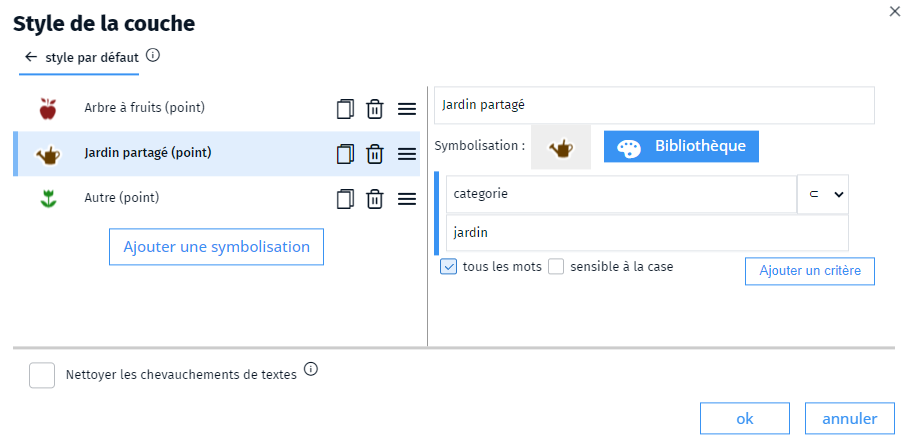 Style de la couche
← style par défaut
Arbre à fruits (point)
Jardin partagé (point)
Autre (point)
Ajouter une symbolisation
Jardin partagé
Symbolisation :
Bibliothèque
categorie ⊂
jardin
tous les mots sensible à la case
Ajouter un critère
Nettoyer les chevauchements de textes
ok annuler